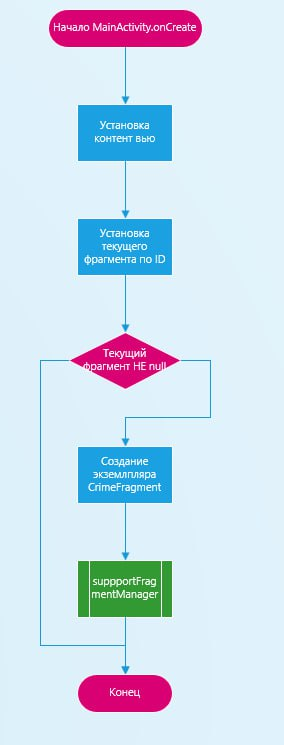 Начало MainActivity.onCreate
Установка
контент вью
Установка
текущего
фрагмента по ID
Текущий
фрагмент НЕ null
Создание
экземлпляра
CrimeFragment
suppportFrag
mentManager
Конец